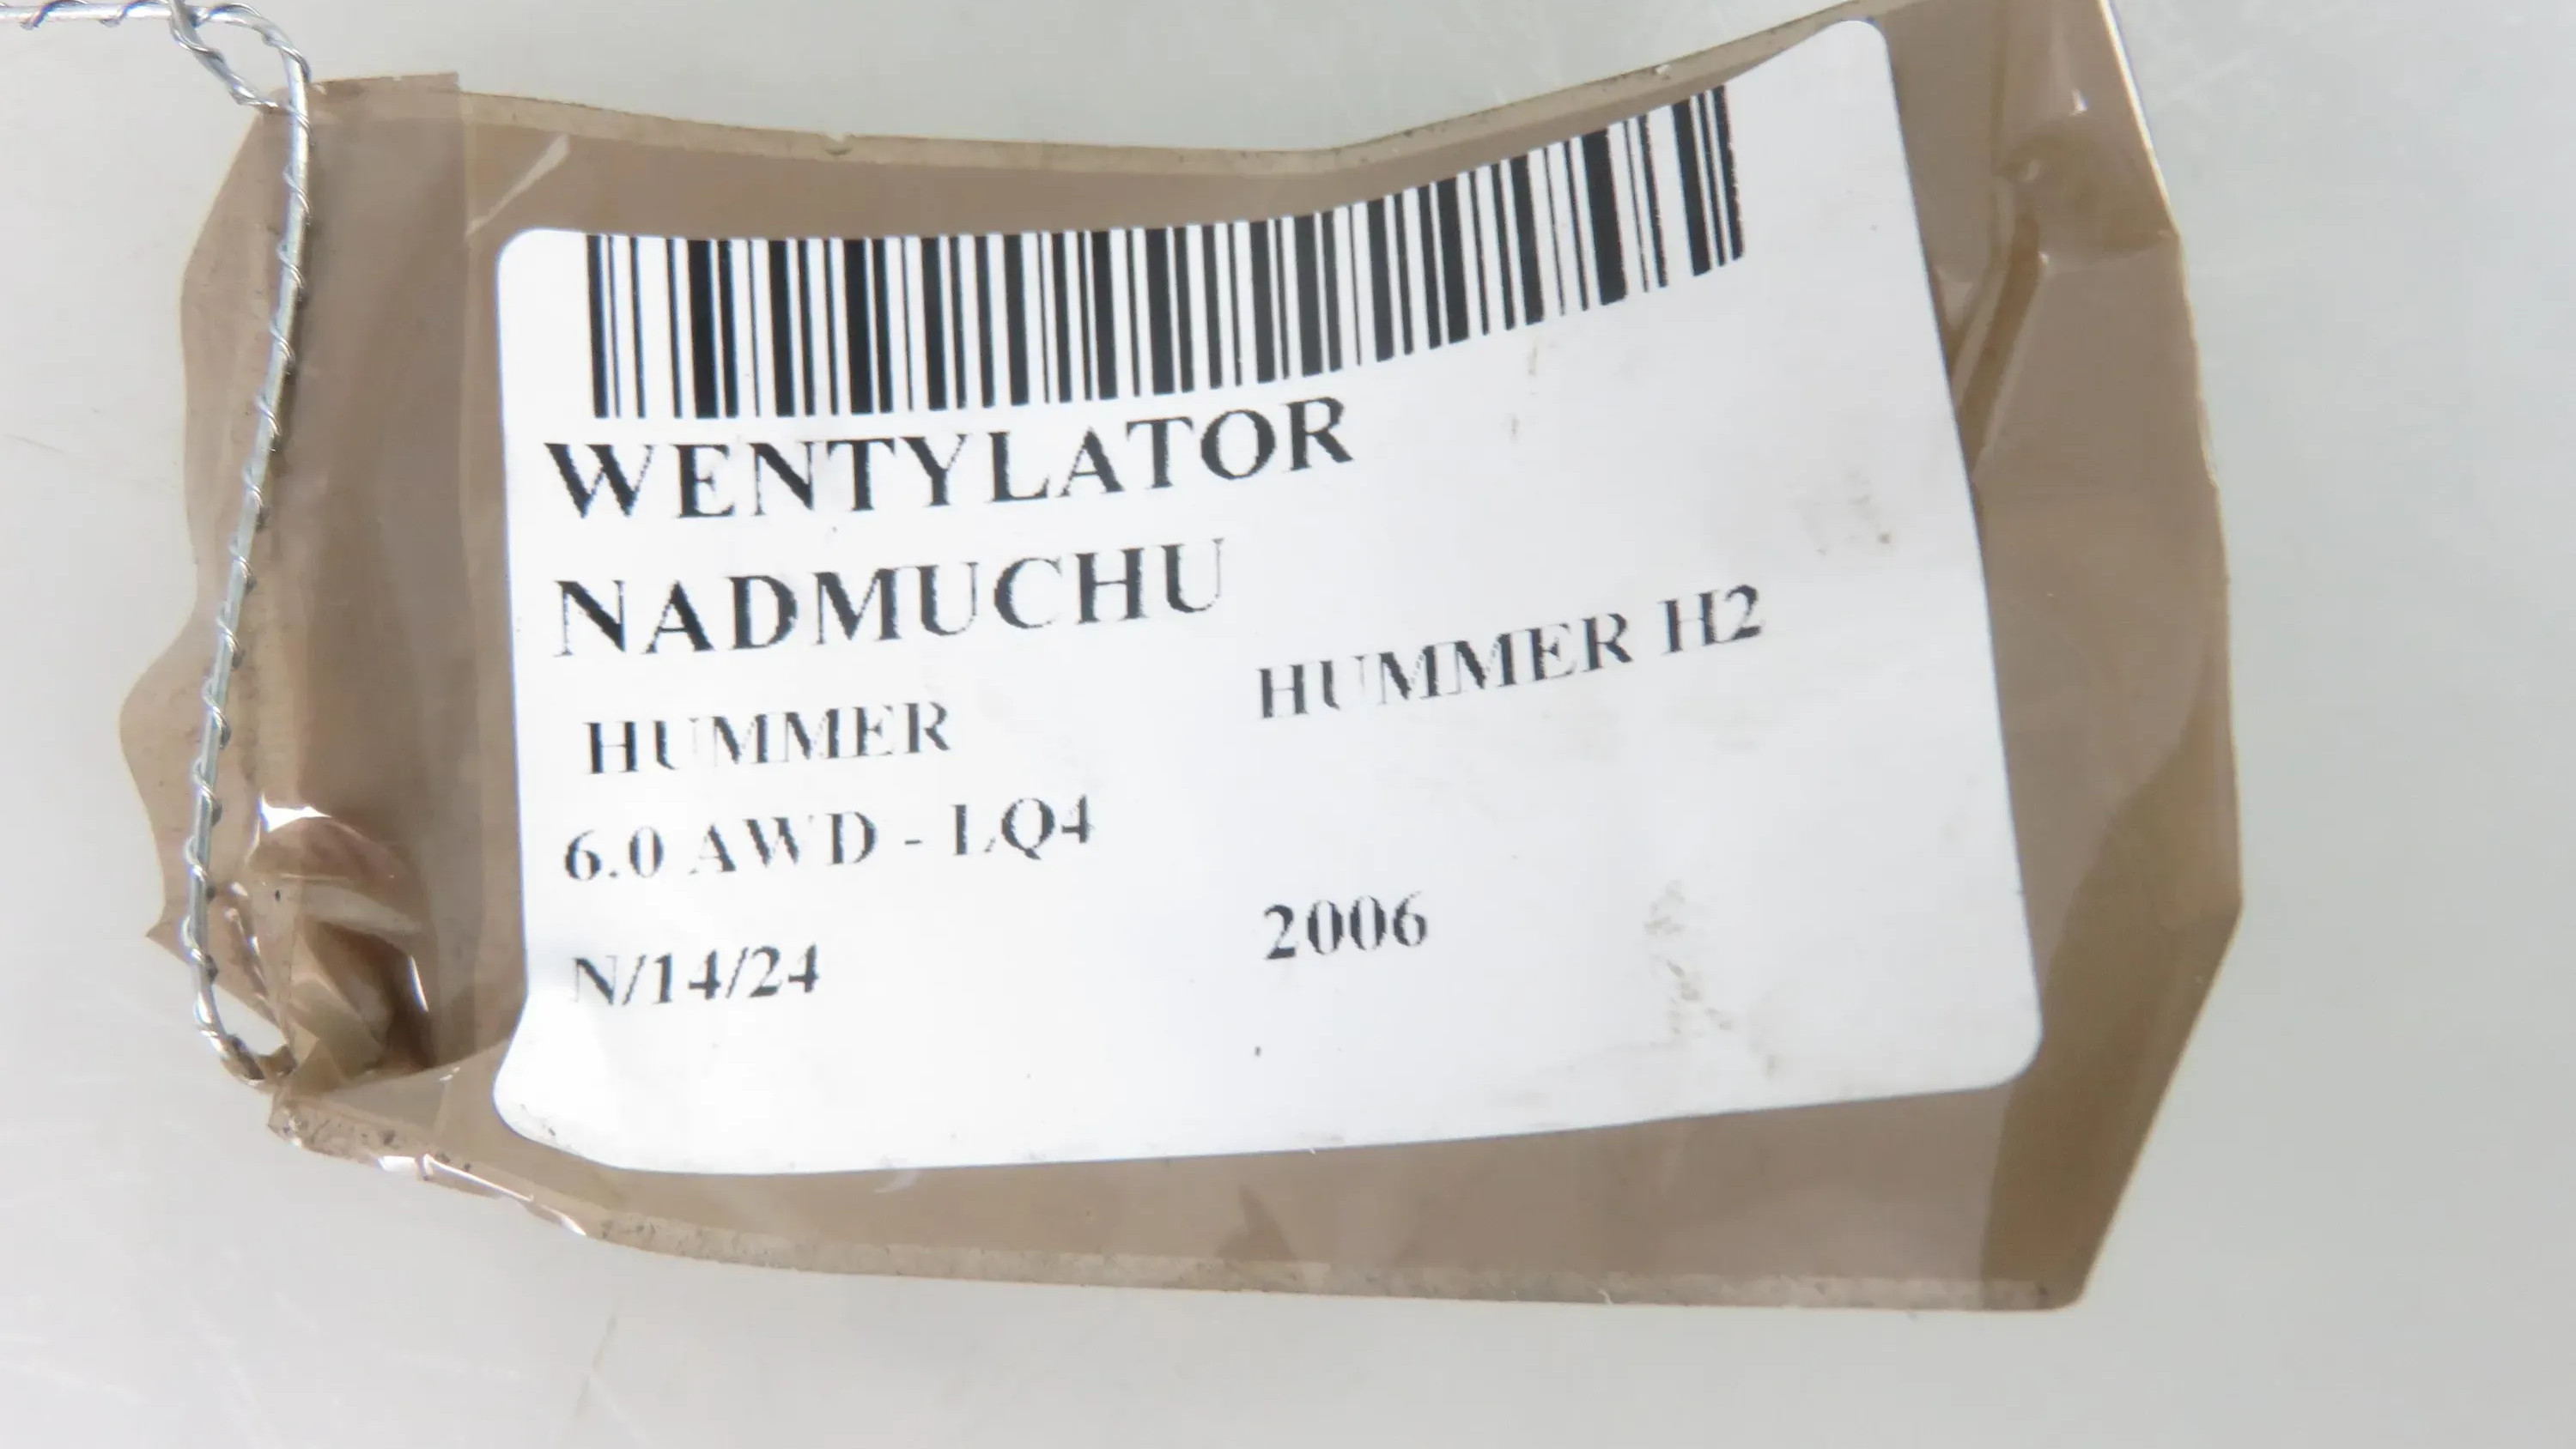 WENTYLATOR
NADMUCHU
HUMMER HUMMER H2
6.0 AWD - LQ4
N/14/24 2006